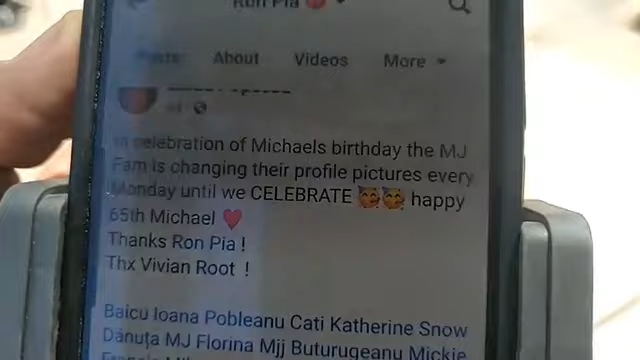 Ron Pia
Posts About Videos More
In celebration of Michaels birthday the MJ
Fam is changing their profile pictures every
Monday until we CELEBRATE 🥳🥳 happy
65th Michael ♥️
Thanks Ron Pia !
Thx Vivian Root !
Baicu Ioana Pobleanu Cati Katherine Snow
Dănuța MJ Florina Mjj Buturugeanu Mickie